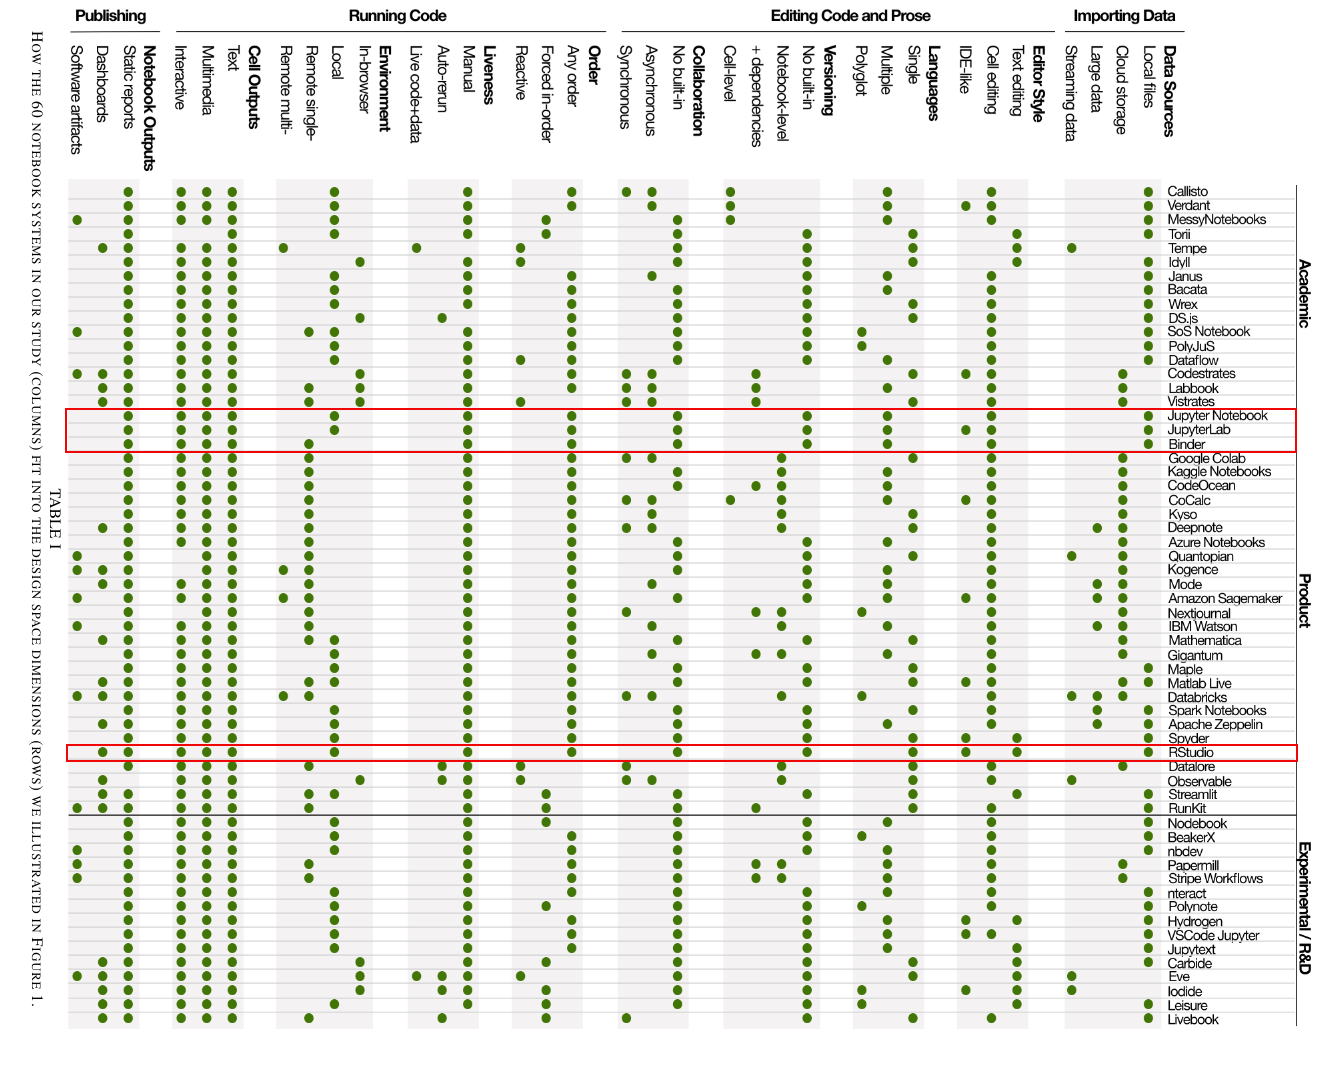 Publishing
Running Code
Editing Code and Prose
Importing Data
Software artifacts
Dashboards
Static reports
Notebook Outputs
Interactive
Multimedia
Text
Cell Outputs
Remote multi-
Remote single-
Local
In-browser
Environment
Live code+data
Auto-rerun
Manual
Liveness
Reactive
Forced in-order
Any order
Order
Synchronous
Asynchronous
No built-in
Collaboration
Cell-level
+ dependencies
Notebook-level
No built-in
Versioning
Polyglot
Multiple
Single
Languages
IDE-like
Cell editing
Text editing
Editor Style
Streaming data
Large data
Cloud storage
Local files
Data Sources
Academic
Callisto
Verdant
MessyNotebooks
Torii
Tempe
Idyll
Janus
Bacata
Wrex
DS.js
SoS Notebook
PolyJuS
Dataflow
Codestrates
Labbook
Vistrates
Product
Jupyter Notebook
JupyterLab
Binder
Google Colab
Kaggle Notebooks
CodeOcean
CoCalc
Kyso
Deepnote
Azure Notebooks
Quantopian
Kogence
Mode
Amazon Sagemaker
Nextjournal
IBM Watson
Mathematica
Gigantum
Maple
Matlab Live
Databricks
Spark Notebooks
Apache Zeppelin
Spyder
RStudio
Datalore
Observable
Streamlit
RunKit
Experimental / R&D
Nodebook
BeakerX
nbdev
Papermill
Stripe Workflows
nteract
Polynote
Hydrogen
VSCode Jupyter
Jupytext
Carbide
Eve
Iodide
Leisure
Livebook
TABLE I
HOW THE 60 NOTEBOOK SYSTEMS IN OUR STUDY (COLUMNS) FIT INTO THE DESIGN SPACE DIMENSIONS (ROWS) WE ILLUSTRATED IN FIGURE 1.